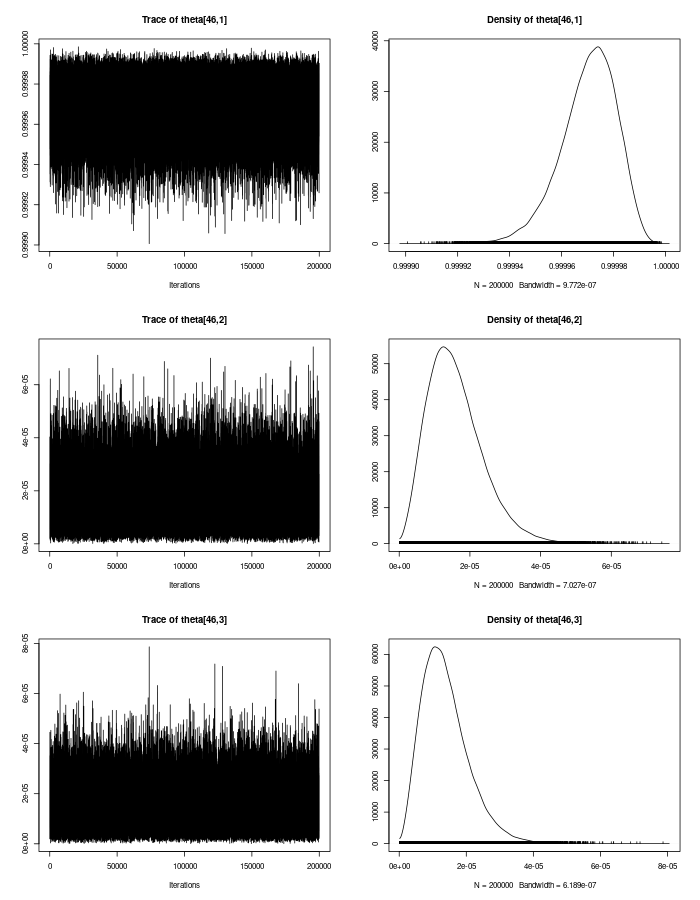 Trace of theta[46,1]
0.99990 0.99992 0.99994 0.99996 0.99998 1.00000
0 50000 100000 150000 200000
Iterations
Density of theta[46,1]
0 10000 20000 30000 40000
0.99990 0.99992 0.99994 0.99996 0.99998 1.00000
N = 200000 Bandwidth = 9.772e-07
Trace of theta[46,2]
0e+00 2e-05 4e-05 6e-05
0 50000 100000 150000 200000
Iterations
Density of theta[46,2]
0 10000 20000 30000 40000 50000
0e+00 2e-05 4e-05 6e-05
N = 200000 Bandwidth = 7.027e-07
Trace of theta[46,3]
0e+00 2e-05 4e-05 6e-05 8e-05
0 50000 100000 150000 200000
Iterations
Density of theta[46,3]
0 10000 20000 30000 40000 50000 60000
0e+00 2e-05 4e-05 6e-05 8e-05
N = 200000 Bandwidth = 6.189e-07